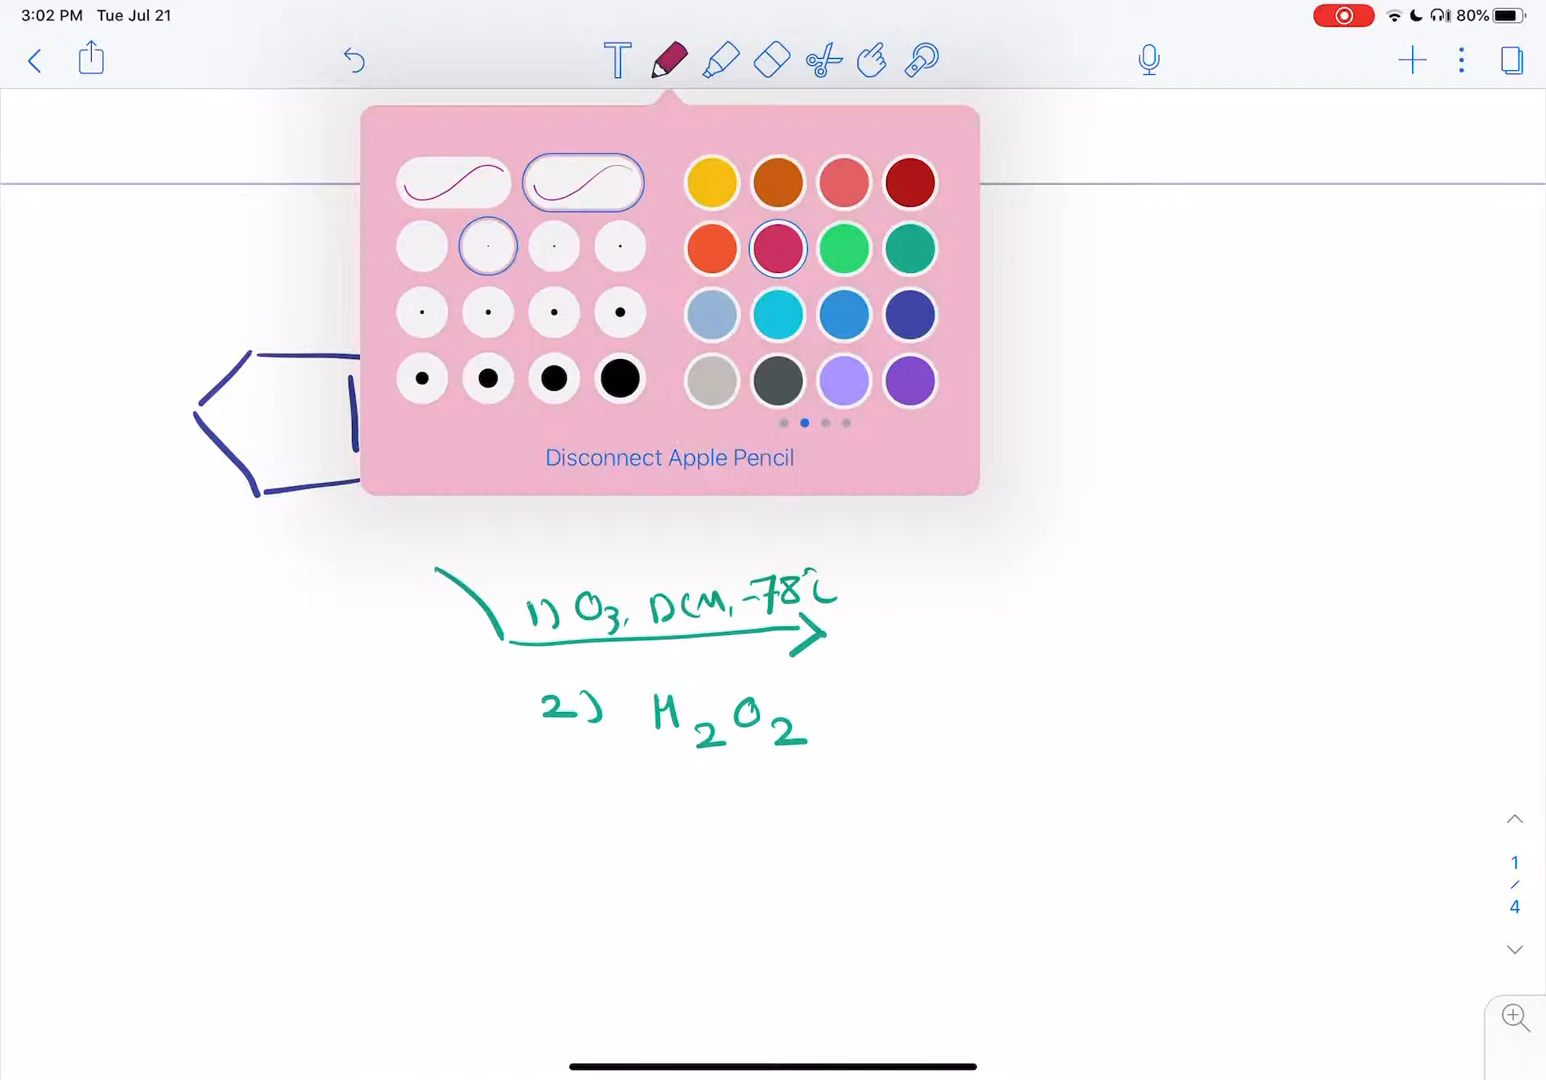 3:02 PM Tue Jul 21
80%
T
Disconnect Apple Pencil
1) O3, DCM, -78°C
2) H2O2
1
/
4